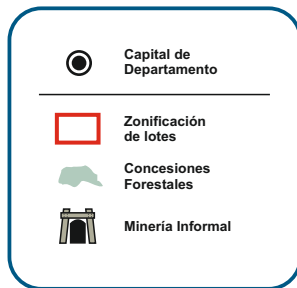 Capital de
Departamento
Zonificación
de lotes
Concesiones
Forestales
Minería Informal